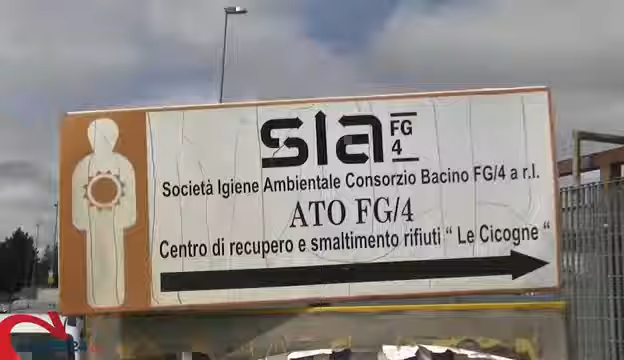 sia FG
4
Società Igiene Ambientale Consorzio Bacino FG/4 a r.l.
ATO FG/4
Centro di recupero e smaltimento rifiuti " Le Cicogne "